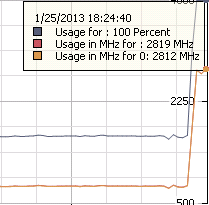 1/25/2013 18:24:40
Usage for : 100 Percent
Usage in MHz for : 2819 MHz
Usage in MHz for 0: 2812 MHz
2250
500